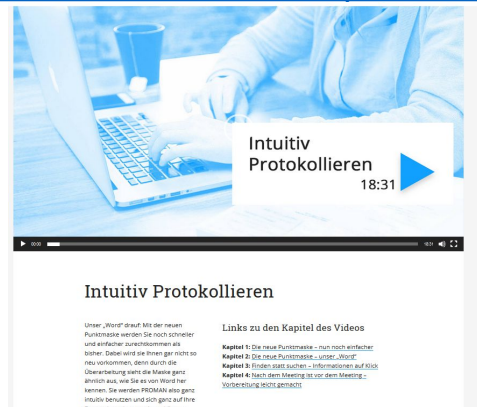 Intuitiv
Protokollieren
18:31
00:00
18:31
Intuitiv Protokollieren
Unser „Word" drauf: Mit der neuen
Punktmaske werden Sie noch schneller
und einfacher zurechtkommen als
bisher. Dabei wird sie Ihnen gar nicht so
neu vorkommen, denn durch die
Überarbeitung sieht die Maske ganz
ähnlich aus, wie Sie es von Word her
kennen. Sie werden PROMAN also ganz
intuitiv benutzen und sich ganz auf Ihre
Links zu den Kapitel des Videos
Kapitel 1: Die neue Punktmaske – nun noch einfacher
Kapitel 2: Die neue Punktmaske – unser „Word"
Kapitel 3: Finden statt suchen – Informationen auf Klick
Kapitel 4: Nach dem Meeting ist vor dem Meeting –
Vorbereitung leicht gemacht